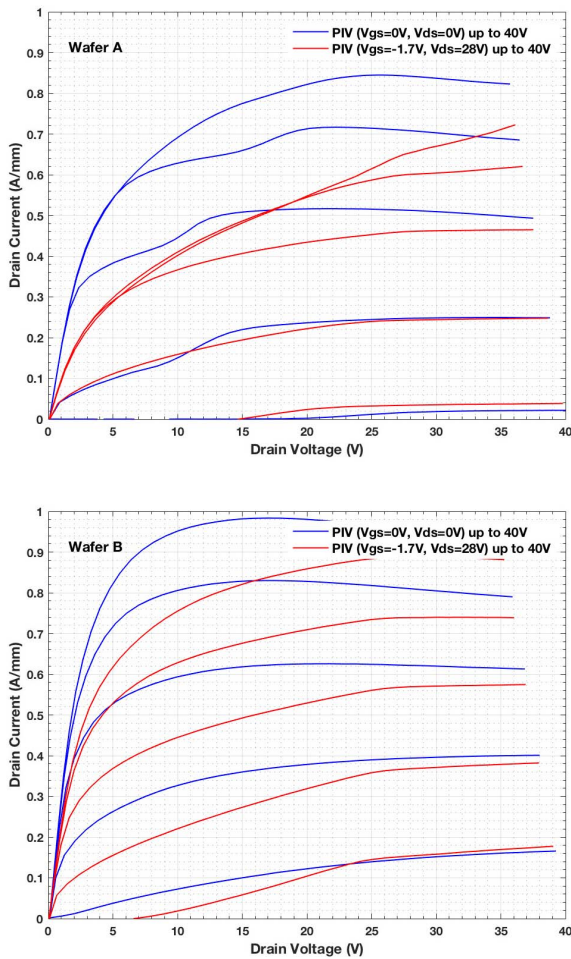 1
Wafer A
PIV (Vgs=0V, Vds=0V) up to 40V
0.9
PIV (Vgs=-1.7V, Vds=28V) up to 40V
0.8
0.7
0.6
0.5
0.4
0.3
0.2
0.1
0
Drain Current (A/mm)
0 5 10 15 20 25 30 35 40
Drain Voltage (V)
1
Wafer B
PIV (Vgs=0V, Vds=0V) up to 40V
0.9
PIV (Vgs=-1.7V, Vds=28V) up to 40V
0.8
0.7
0.6
0.5
0.4
0.3
0.2
0.1
0
Drain Current (A/mm)
0 5 10 15 20 25 30 35 40
Drain Voltage (V)